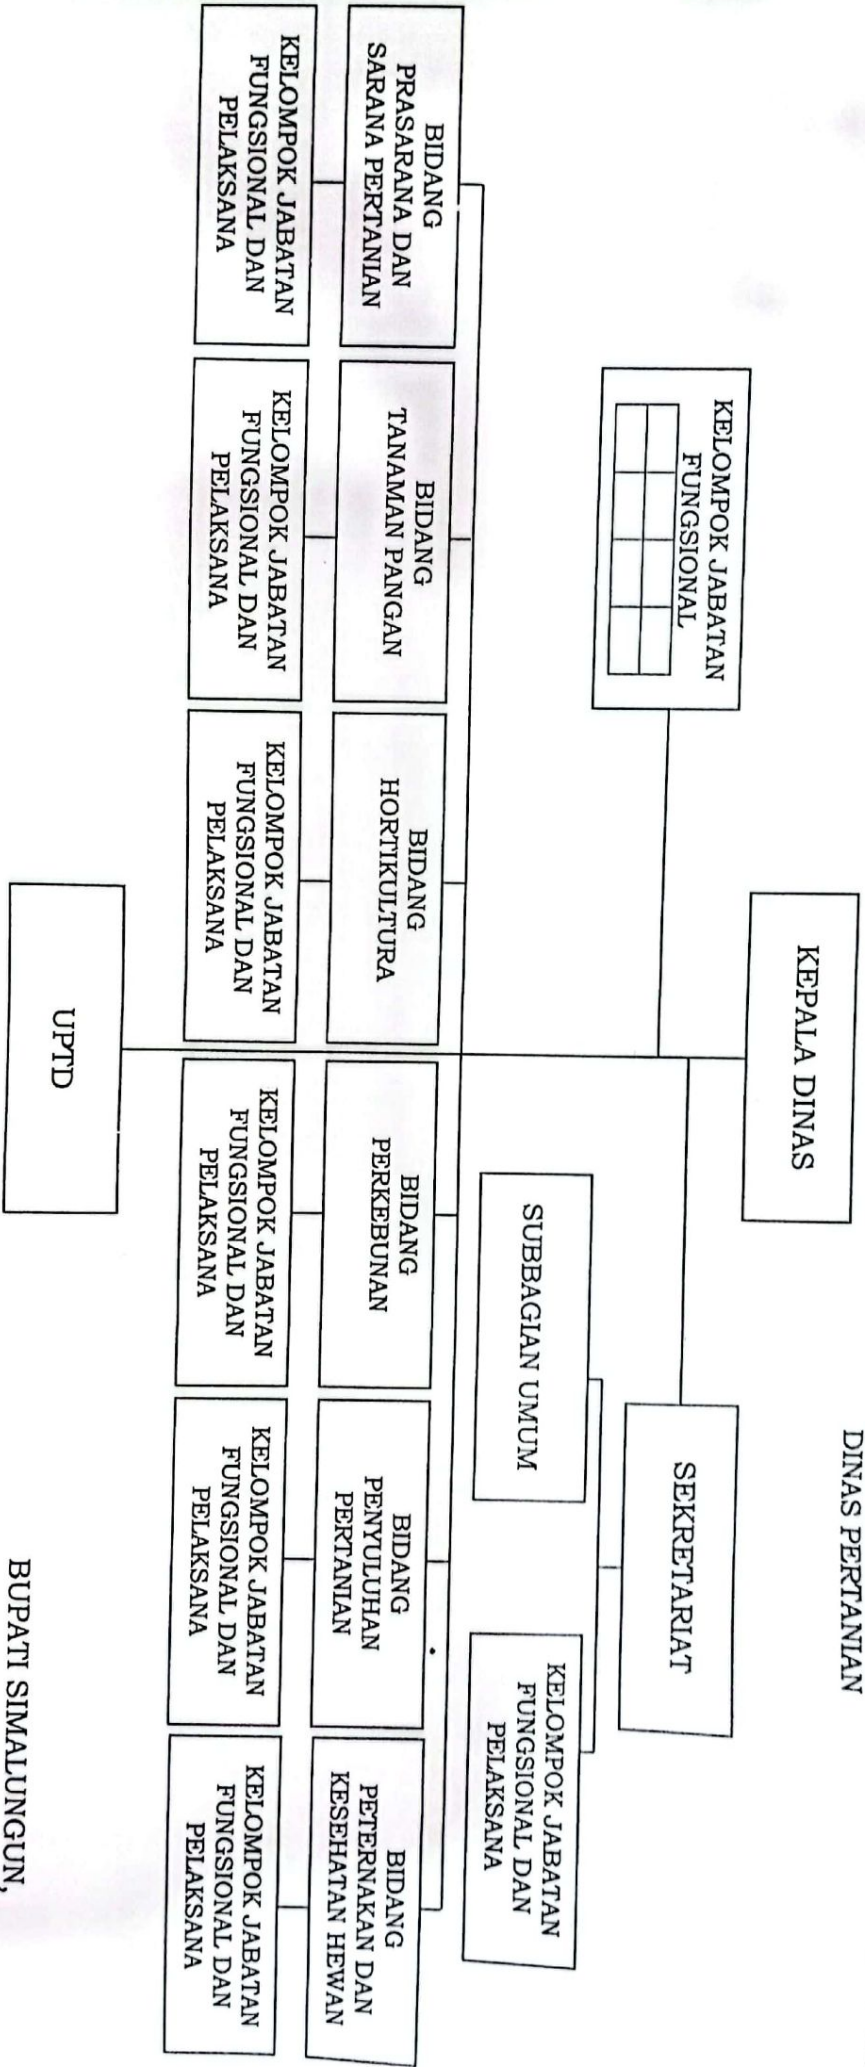 DINAS PERTANIAN
KEPALA DINAS
KELOMPOK JABATAN
FUNGSIONAL
SEKRETARIAT
SUBBAGIAN UMUM
KELOMPOK JABATAN
FUNGSIONAL DAN
PELAKSANA
BIDANG
PRASARANA DAN
SARANA PERTANIAN
BIDANG
TANAMAN PANGAN
BIDANG
HORTIKULTURA
BIDANG
PERKEBUNAN
BIDANG
PENYULUHAN
PERTANIAN
BIDANG
PETERNAKAN DAN
KESEHATAN HEWAN
KELOMPOK JABATAN
FUNGSIONAL DAN
PELAKSANA
KELOMPOK JABATAN
FUNGSIONAL DAN
PELAKSANA
KELOMPOK JABATAN
FUNGSIONAL DAN
PELAKSANA
KELOMPOK JABATAN
FUNGSIONAL DAN
PELAKSANA
KELOMPOK JABATAN
FUNGSIONAL DAN
PELAKSANA
KELOMPOK JABATAN
FUNGSIONAL DAN
PELAKSANA
UPTD
BUPATI SIMALUNGUN,